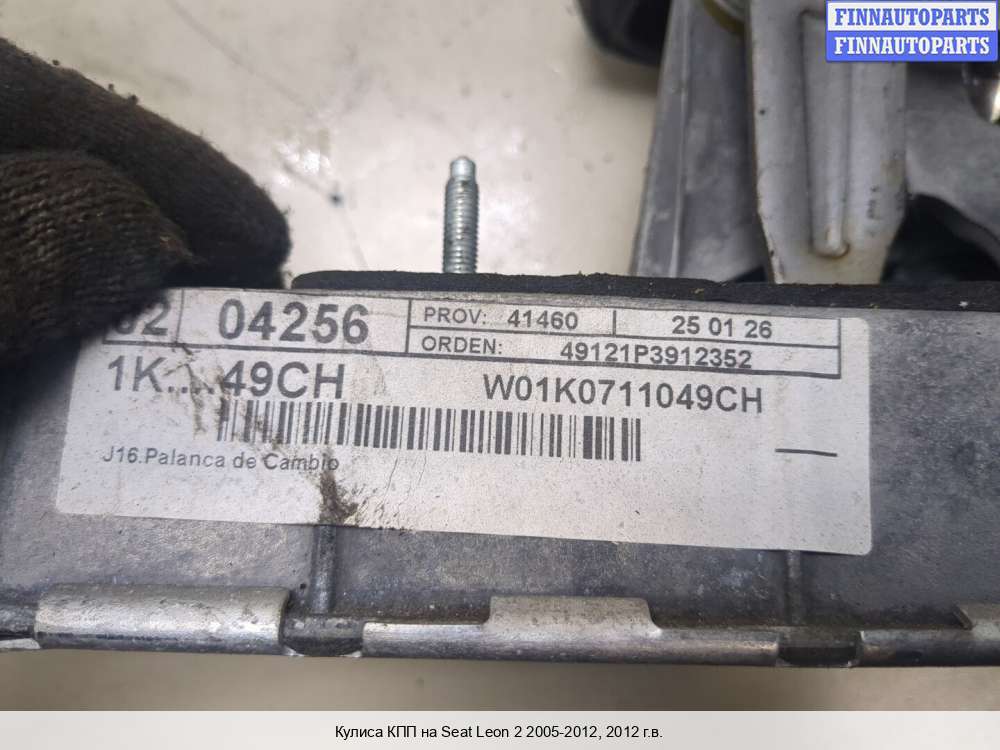 FINNAUTOPARTS
FINNAUTOPARTS
04256 PROV: 41460 25 01 26
ORDEN: 49121P3912352
1K....49CH W01K0711049CH
J16.Palanca de Cambio
Кулиса КПП на Seat Leon 2 2005-2012, 2012 г.в.